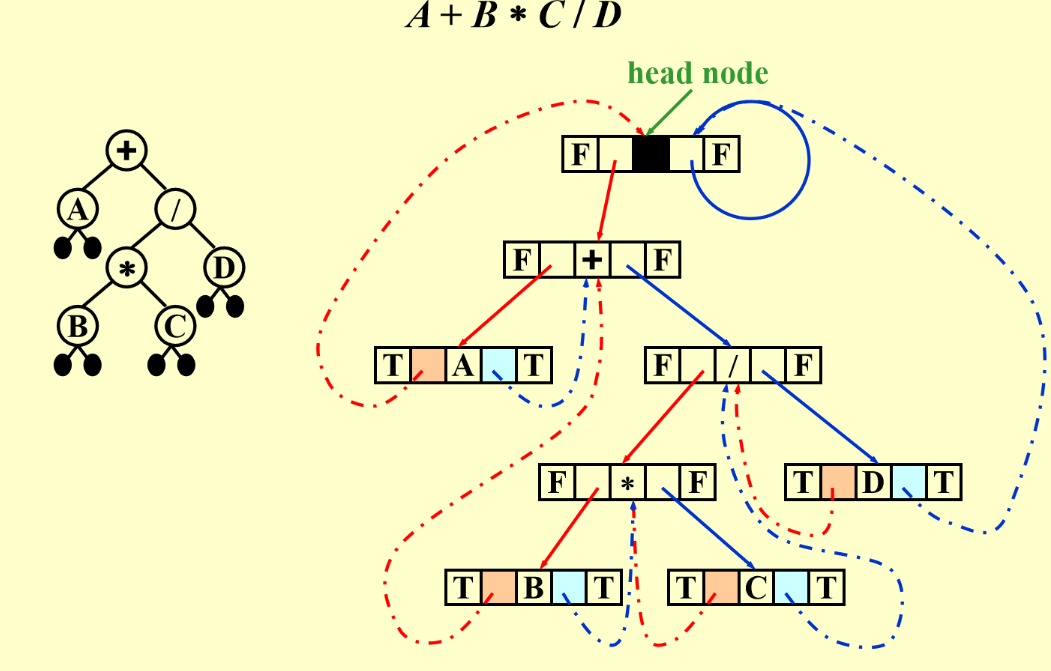 A + B * C / D
head node
F F
+
F + F
A /
T A T
F / F
* D
F * F
T D T
B C
T B T
T C T